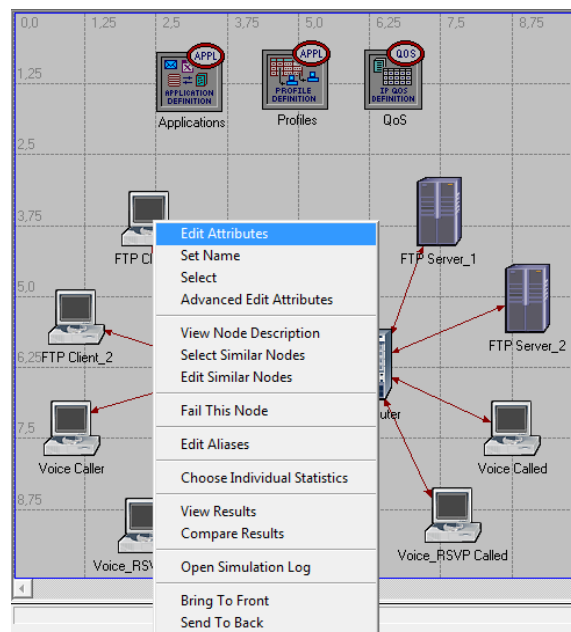 0,0 1,25 2,5 3,75 5,0 6,25 7,5 8,75
APPL APPL QOS
1,25
APPLICATION
DEFINITION
PROFILE
DEFINITION
IP QOS
DEFINITION
Applications Profiles QoS
2,5
3,75
Edit Attributes
FTP Cl
FTP Server_1
Set Name
Select
5,0
Advanced Edit Attributes
View Node Description
FTP Server_2
6,25
FTP Client_2
Select Similar Nodes
Edit Similar Nodes
Fail This Node
uter
7,5
Edit Aliases
Voice Caller
Voice Called
Choose Individual Statistics
8,75
View Results
Compare Results
Voice_RSVP Called
Voice_RS
Open Simulation Log
Bring To Front
Send To Back